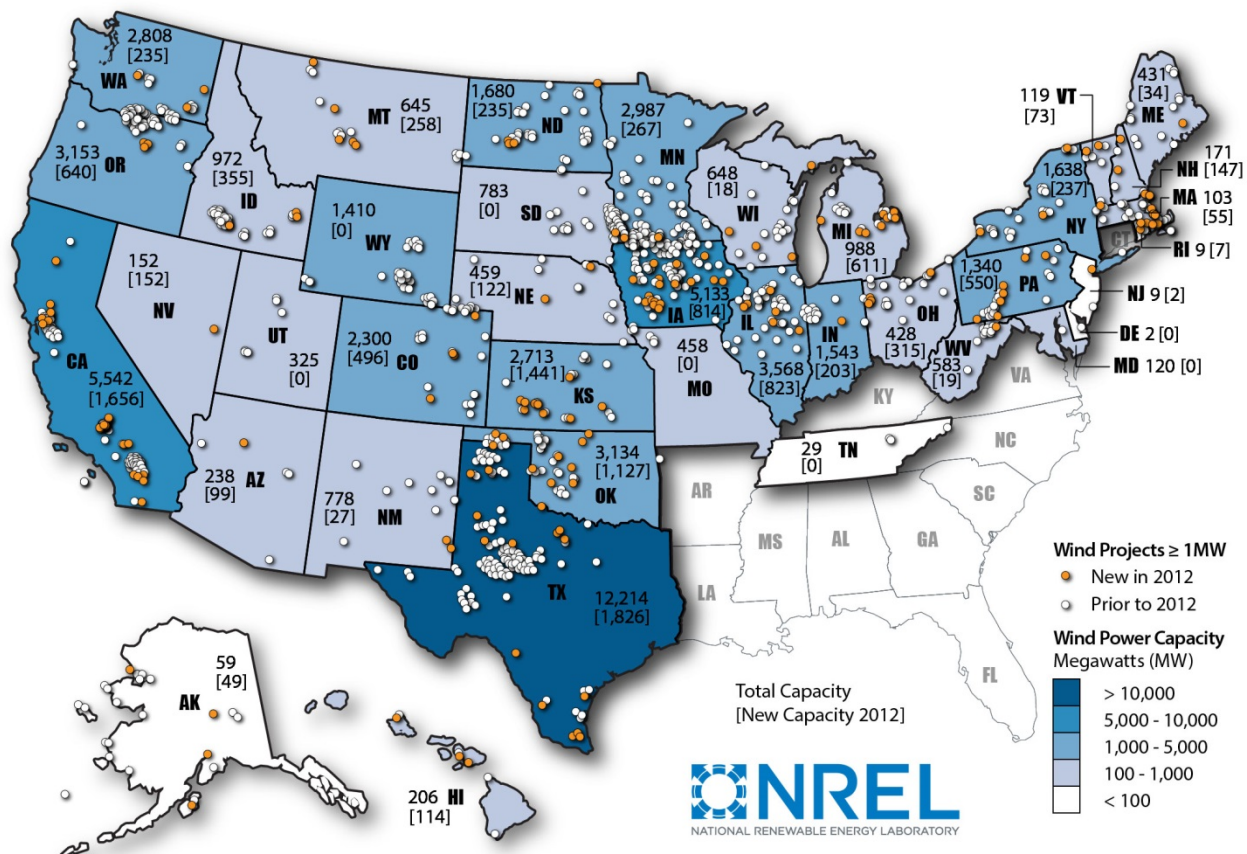 2,808
[235]
WA
3,153
[640]
OR
972
[355]
ID
645
[258]
MT
1,680
[235]
ND
2,987
[267]
MN
783
[0]
SD
648
[18]
WI
MI
988
[611]
119 VT
[73]
431
[34]
ME
171
NH
[147]
MA 103
[55]
1,638
[237]
NY
CT
RI 9 [7]
1,410
[0]
WY
459
[122]
NE
5,133
[814]
IA
IL
3,568
[823]
IN
1,543
[203]
OH
428
[315]
1,340
[550]
PA
NJ 9 [2]
DE 2 [0]
MD 120 [0]
WV
583
[19]
VA
KY
152
[152]
NV
UT
325
[0]
2,300
[496]
CO
2,713
[1,441]
KS
458
[0]
MO
CA
5,542
[1,656]
238
[99]
AZ
778
[27]
NM
3,134
[1,127]
OK
29
[0]
TN
NC
AR
SC
MS
AL
GA
LA
FL
TX
12,214
[1,826]
59
[49]
AK
206
[114]
HI
Total Capacity
[New Capacity 2012]
Wind Projects ≥ 1MW
New in 2012
Prior to 2012
Wind Power Capacity
Megawatts (MW)
> 10,000
5,000 - 10,000
1,000 - 5,000
100 - 1,000
< 100
NREL
NATIONAL RENEWABLE ENERGY LABORATORY